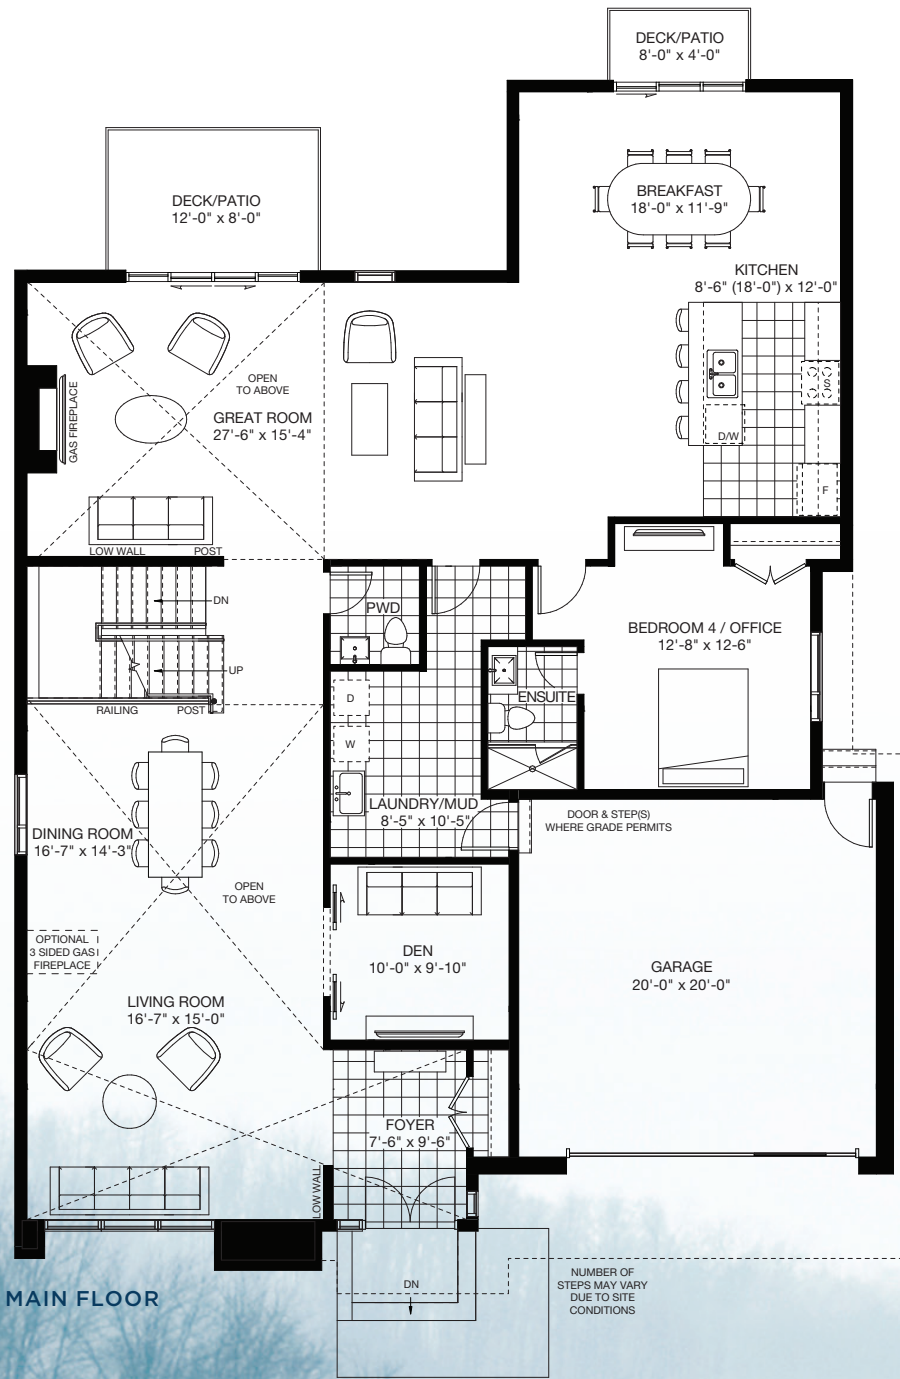 DECK/PATIO
8'-0" x 4'-0"
DECK/PATIO
12'-0" x 8'-0"
BREAKFAST
18'-0" x 11'-9"
KITCHEN
8'-6" (18'-0") x 12'-0"
OPEN
TO ABOVE
GREAT ROOM
27'-6" x 15'-4"
GAS FIREPLACE
S
D/W
F
LOW WALL
POST
DN
PWD
UP
RAILING
POST
BEDROOM 4 / OFFICE
12'-8" x 12-6"
ENSUITE
D
W
LAUNDRY/MUD
8'-5" x 10'-5"
DOOR & STEP(S)
WHERE GRADE PERMITS
DINING ROOM
16'-7" x 14'-3"
OPEN
TO ABOVE
OPTIONAL
3 SIDED GAS
FIREPLACE
DEN
10'-0" x 9'-10"
GARAGE
20'-0" x 20'-0"
LIVING ROOM
16'-7" x 15'-0"
FOYER
7'-6" x 9'-6"
LOW WALL
DN
NUMBER OF
STEPS MAY VARY
DUE TO SITE
CONDITIONS
MAIN FLOOR